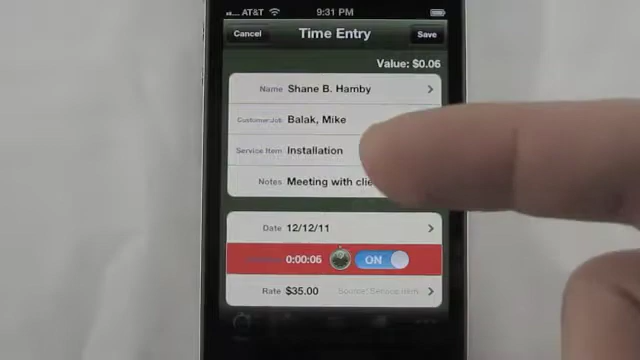 AT&T 9:31 PM
Cancel Time Entry Save
Value: $0.06
Name Shane B. Hamby
Customer:Job Balak, Mike
Service Item Installation
Notes Meeting with clie
Date 12/12/11
0:00:06 ON
Rate $35.00 Source: Service Item